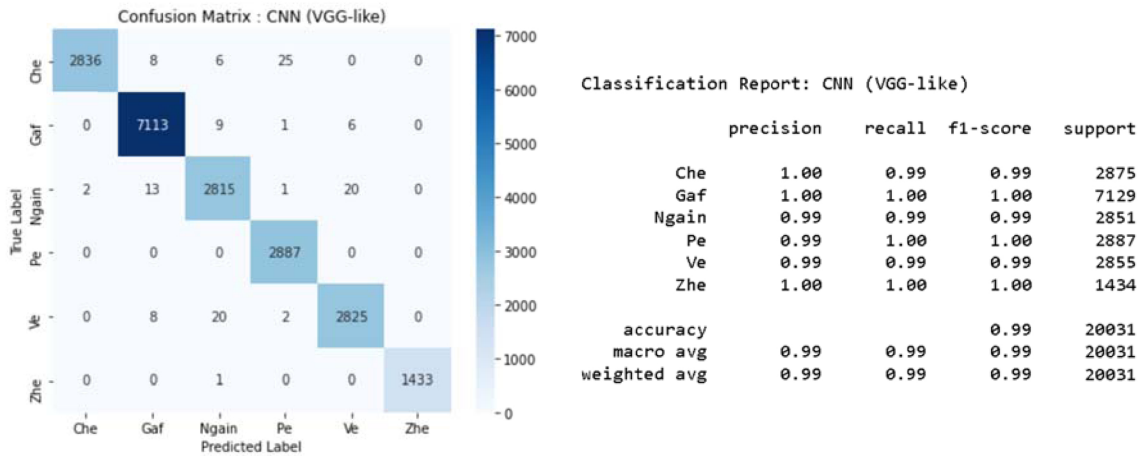 Confusion Matrix : CNN (VGG-like)
Che 2836 8 6 25 0 0
Gaf 0 7113 9 1 6 0
Ngain 2 13 2815 1 20 0
Pe 0 0 0 2887 0 0
Ve 0 8 20 2 2825 0
Zhe 0 0 1 0 0 1433
Che Gaf Ngain Pe Ve Zhe
True Label
Predicted Label
7000
6000
5000
4000
3000
2000
1000
0
Classification Report: CNN (VGG-like)
precision recall f1-score support
Che 1.00 0.99 0.99 2875
Gaf 1.00 1.00 1.00 7129
Ngain 0.99 0.99 0.99 2851
Pe 0.99 1.00 1.00 2887
Ve 0.99 0.99 0.99 2855
Zhe 1.00 1.00 1.00 1434
accuracy 0.99 20031
macro avg 0.99 0.99 0.99 20031
weighted avg 0.99 0.99 0.99 20031